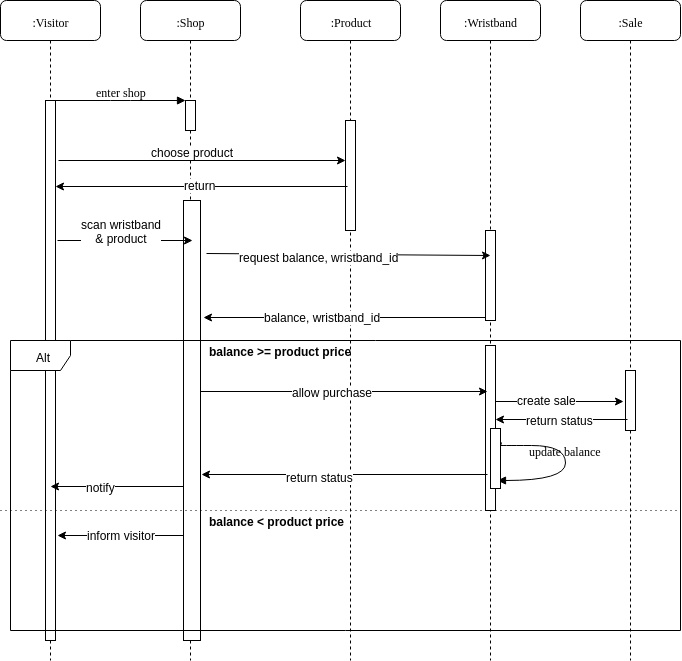 :Visitor
:Shop
:Product
:Wristband
:Sale
enter shop
choose product
return
scan wristband
& product
request balance, wristband_id
balance, wristband_id
Alt
balance >= product price
allow purchase
create sale
return status
update balance
return status
notify
balance < product price
inform visitor